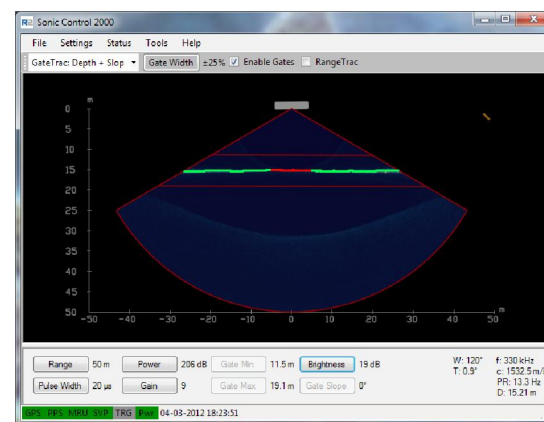 R2 Sonic Control 2000
File Settings Status Tools Help
GateTrac: Depth + Slop Gate Width ±25% Enable Gates RangeTrac
m
0
5
10
15
20
25
30
35
40
45
50
-50 -40 -30 -20 -10 0 10 20 30 40 50 m
Range 50 m Power 206 dB Gate Min 11.5 m Brightness 19 dB W: 120° f: 330 kHz
Pulse Width 20 µs Gain 9 Gate Max 19.1 m Gate Slope 0° T: 0.9° c: 1532.5 m/
PR: 13.3 Hz
D: 15.21 m
GPS PPS MRU SVP TRG Pwr 04-03-2012 18:23:51